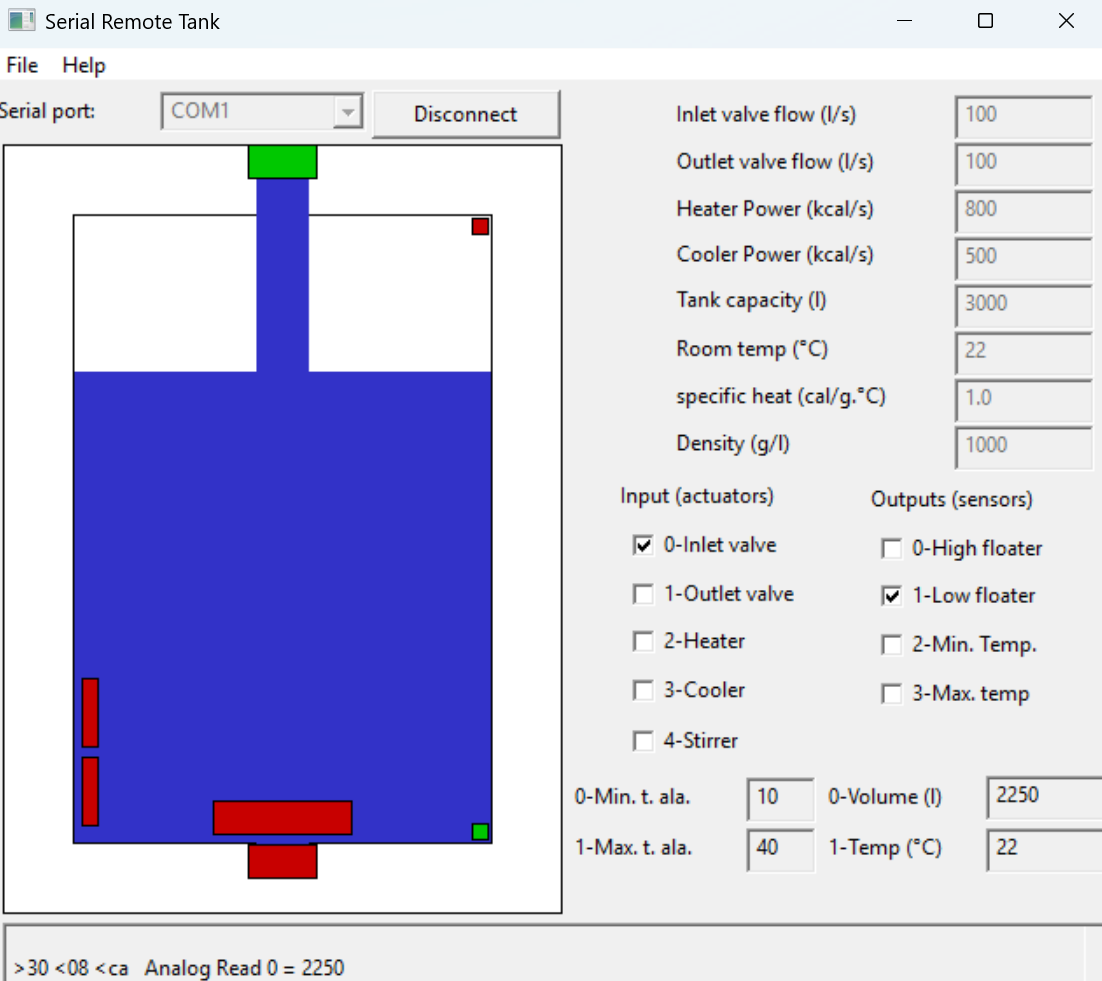 Serial Remote Tank
File Help
Serial port: COM1 Disconnect
Inlet valve flow (l/s) 100
Outlet valve flow (l/s) 100
Heater Power (kcal/s) 800
Cooler Power (kcal/s) 500
Tank capacity (l) 3000
Room temp (°C) 22
specific heat (cal/g.°C) 1.0
Density (g/l) 1000
Input (actuators) Outputs (sensors)
0-Inlet valve 0-High floater
1-Outlet valve 1-Low floater
2-Heater 2-Min. Temp.
3-Cooler 3-Max. temp
4-Stirrer
0-Min. t. ala. 10 0-Volume (l) 2250
1-Max. t. ala. 40 1-Temp (°C) 22
>30 <08 <ca Analog Read 0 = 2250